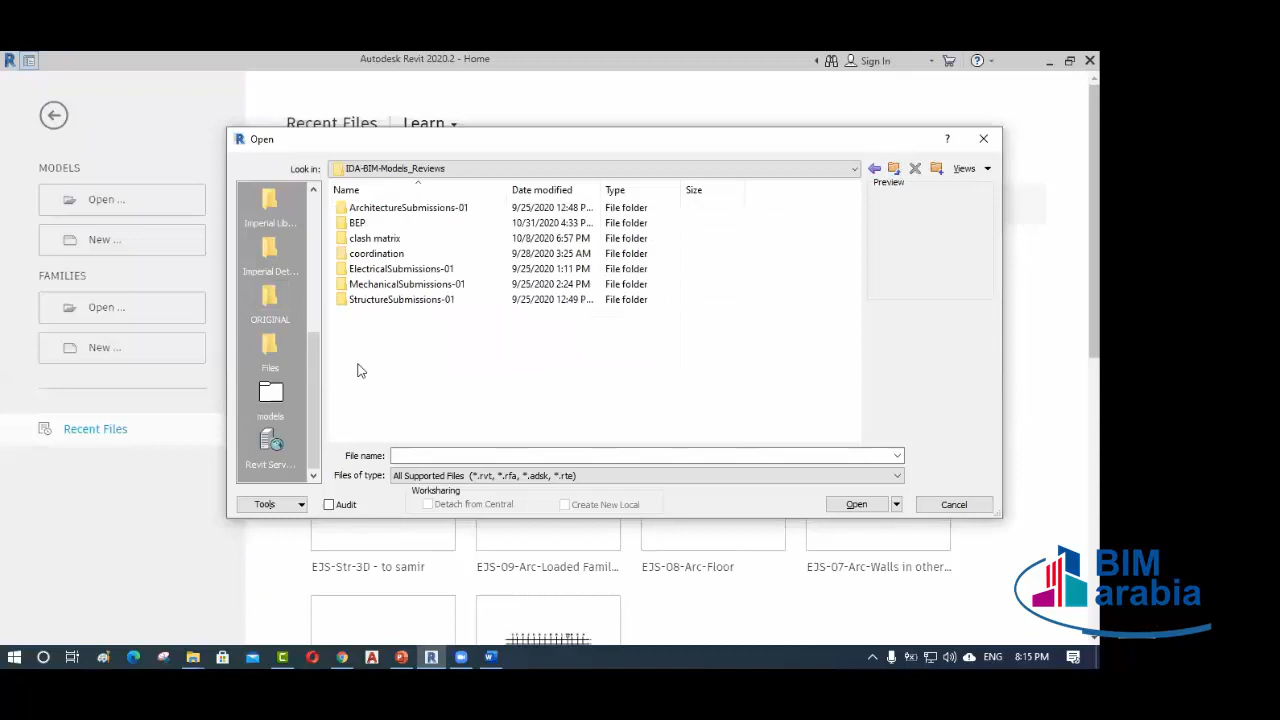 Autodesk Revit 2020.2 - Home
Sign In
Recent Files
Learn
MODELS
Open ...
New ...
FAMILIES
Open ...
New ...
Recent Files
Open
?
Look in:
IDA-BIM-Models_Reviews
Views
Imperial Lib...
Imperial Det...
ORIGINAL
Files
models
Revit Serv...
Name Date modified Type Size
ArchitectureSubmissions-01 9/25/2020 12:48 P... File folder
BEP 10/31/2020 4:33 P... File folder
clash matrix 10/8/2020 6:57 PM File folder
coordination 9/28/2020 3:25 AM File folder
ElectricalSubmissions-01 9/25/2020 1:11 PM File folder
MechanicalSubmissions-01 9/25/2020 2:24 PM File folder
StructureSubmissions-01 9/25/2020 12:49 P... File folder
Preview
File name:
Files of type: All Supported Files (*.rvt, *.rfa, *.adsk, *.rte)
Worksharing
Tools
Audit
Detach from Central
Create New Local
Open
Cancel
EJS-09-Arc-Loaded Famil...
EJS-08-Arc-Floor
EJS-07-Arc-Walls in other...
BIM
arabia
ENG
8:15 PM